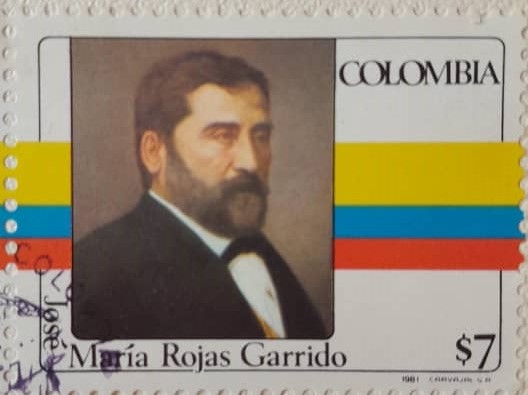 COLOMBIA
José María Rojas Garrido
$7
1981 CARVAJAL S.A.